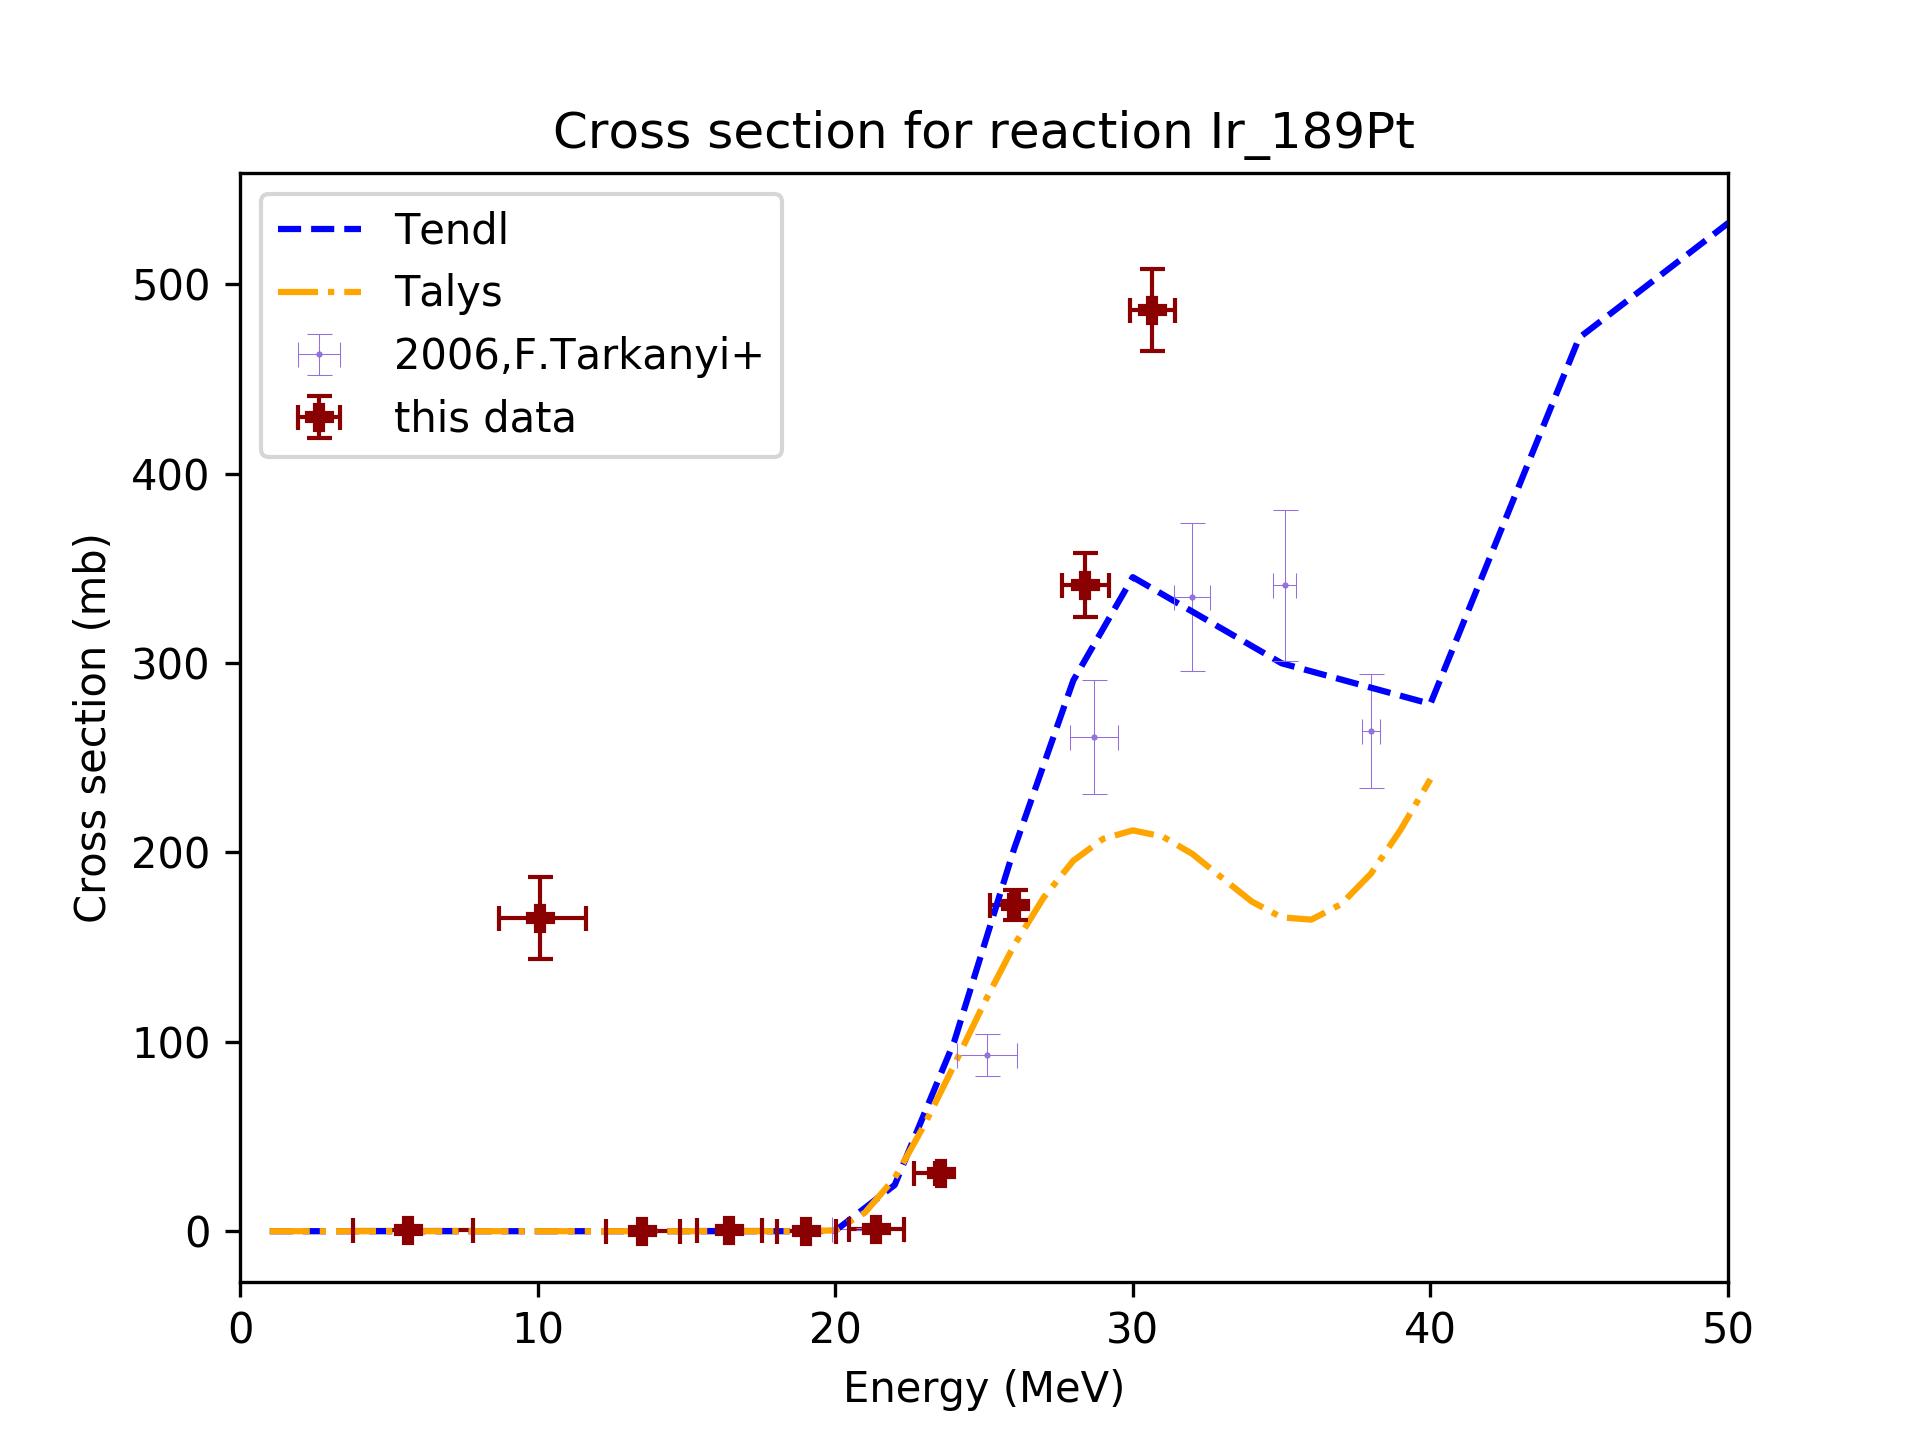 Cross section for reaction Ir_189Pt
Tendl
Talys
2006,F.Tarkanyi+
this data
Cross section (mb)
500
400
300
200
100
0
0 10 20 30 40 50
Energy (MeV)